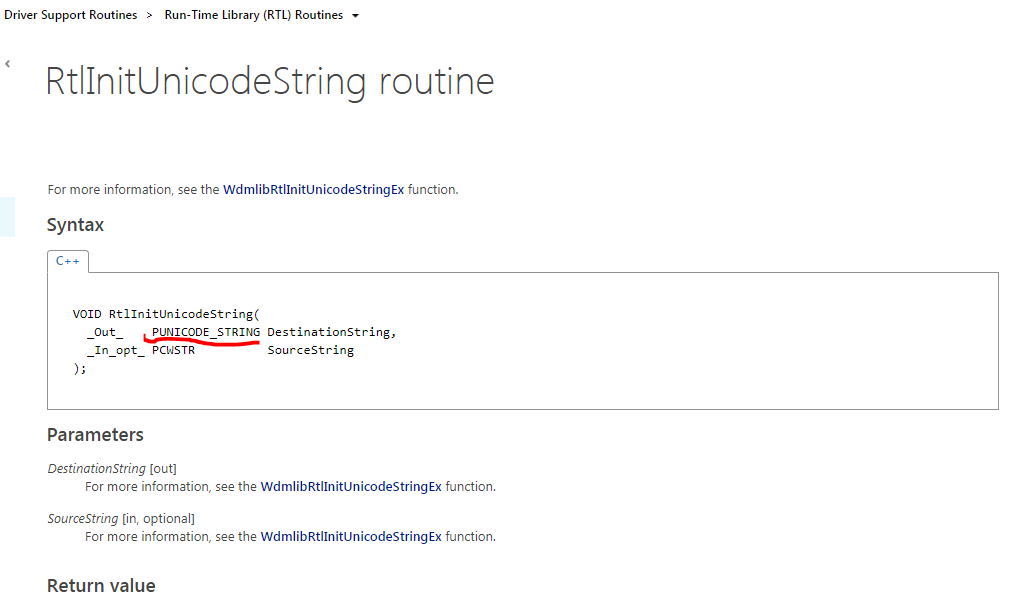 Driver Support Routines > Run-Time Library (RTL) Routines
RtlInitUnicodeString routine
For more information, see the WdmlibRtlInitUnicodeStringEx function.
Syntax
C++
VOID RtlInitUnicodeString(
_Out_ PUNICODE_STRING DestinationString,
_In_opt_ PCWSTR SourceString
);
Parameters
DestinationString [out]
For more information, see the WdmlibRtlInitUnicodeStringEx function.
SourceString [in, optional]
For more information, see the WdmlibRtlInitUnicodeStringEx function.
Return value